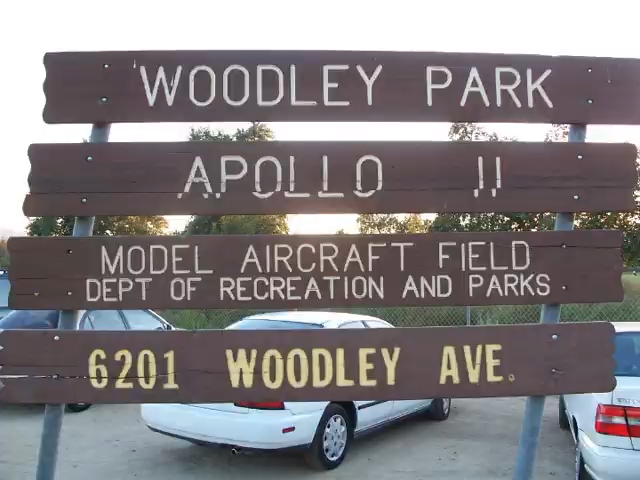 WOODLEY PARK
APOLLO 11
MODEL AIRCRAFT FIELD
DEPT OF RECREATION AND PARKS
6201 WOODLEY AVE.